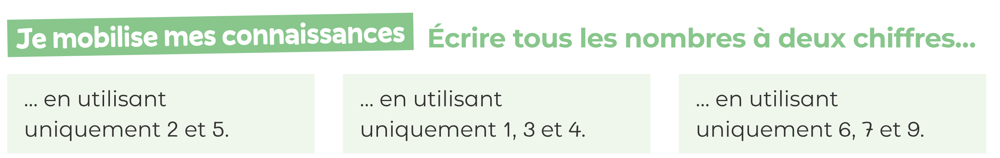 Je mobilise mes connaissances Écrire tous les nombres à deux chiffres...
... en utilisant
uniquement 2 et 5.
... en utilisant
uniquement 1, 3 et 4.
... en utilisant
uniquement 6, 7 et 9.